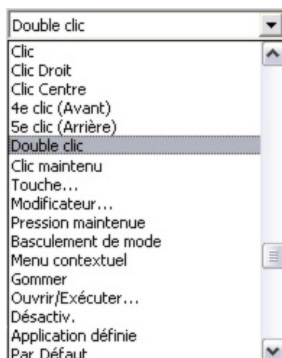 Double clic
Clic
Clic Droit
Clic Centre
4e clic (Avant)
5e clic (Arrière)
Double clic
Clic maintenu
Touche...
Modificateur...
Pression maintenue
Basculement de mode
Menu contextuel
Gommer
Ouvrir/Exécuter...
Désactiv.
Application définie
Par Défaut